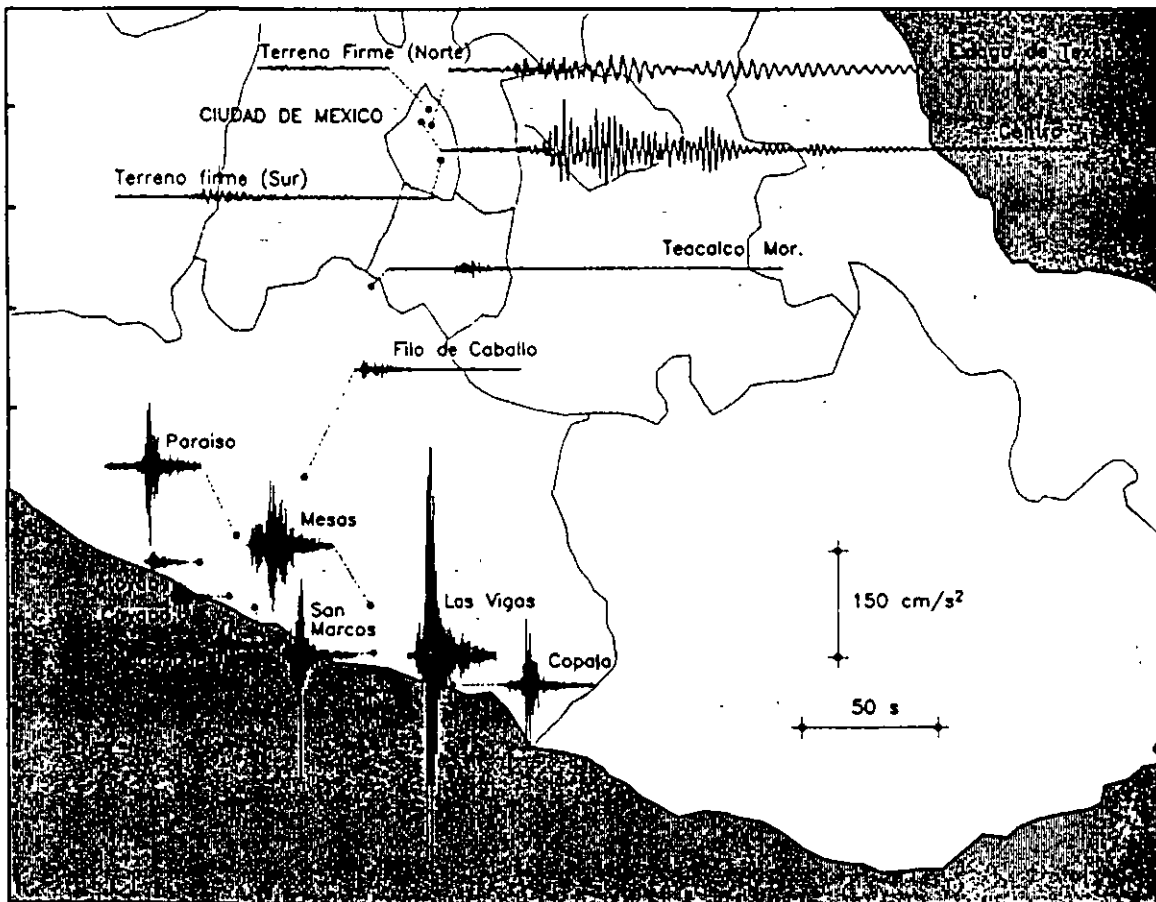 Terreno Firme (Norte)
CIUDAD DE MEXICO
Centro
Terreno firme (Sur)
Teacalco Mor.
Filo de Caballo
Paraiso
Mesas
San
Marcos
Las Vigas
Copala
150 cm/s²
50 s